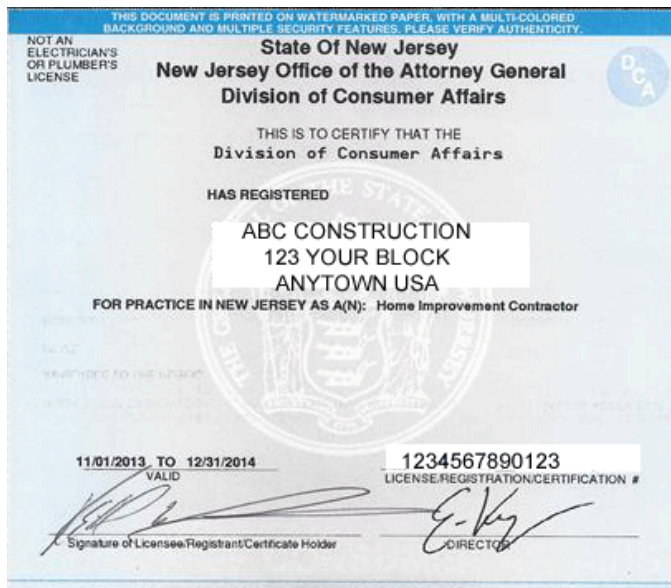 THIS DOCUMENT IS PRINTED ON WATERMARKED PAPER, WITH A MULTI-COLORED
BACKGROUND AND MULTIPLE SECURITY FEATURES. PLEASE VERIFY AUTHENTICITY.
NOT AN
ELECTRICIAN'S
OR PLUMBER'S
LICENSE
State Of New Jersey
New Jersey Office of the Attorney General
Division of Consumer Affairs
DCA
THIS IS TO CERTIFY THAT THE
Division of Consumer Affairs
HAS REGISTERED
ABC CONSTRUCTION
123 YOUR BLOCK
ANYTOWN USA
FOR PRACTICE IN NEW JERSEY AS A(N): Home Improvement Contractor
11/01/2013 TO 12/31/2014
VALID
1234567890123
LICENSE/REGISTRATION/CERTIFICATION #
Signature of Licensee/Registrant/Certificate Holder
DIRECTOR